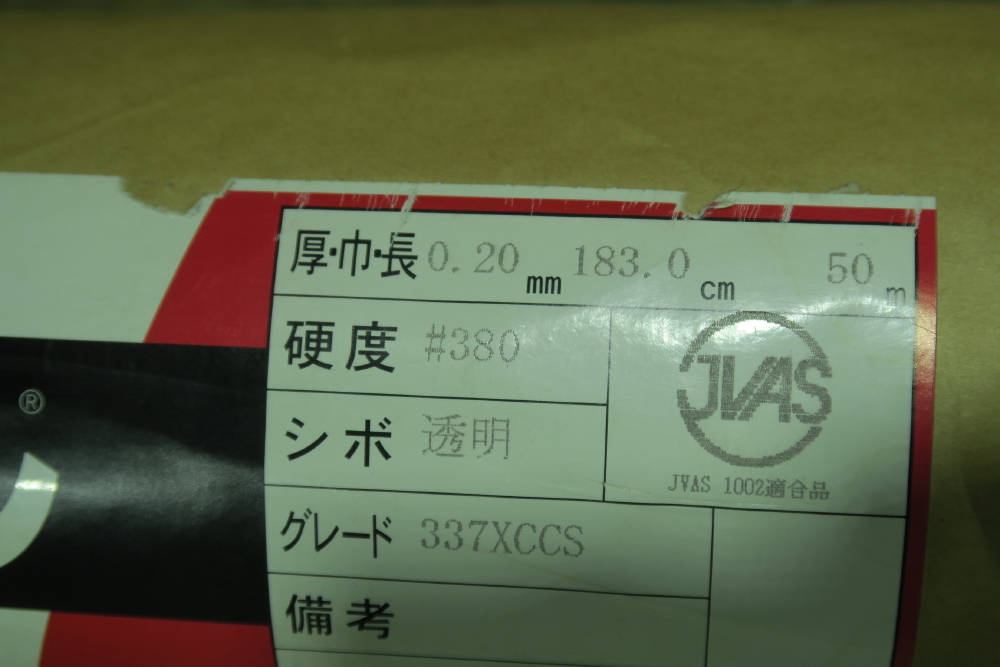 厚·巾·長 0.20 mm 183.0 cm 50 m
硬度 #380
JVAS
シボ 透明
JVAS 1002適合品
グレード 337XCCS
備考
®